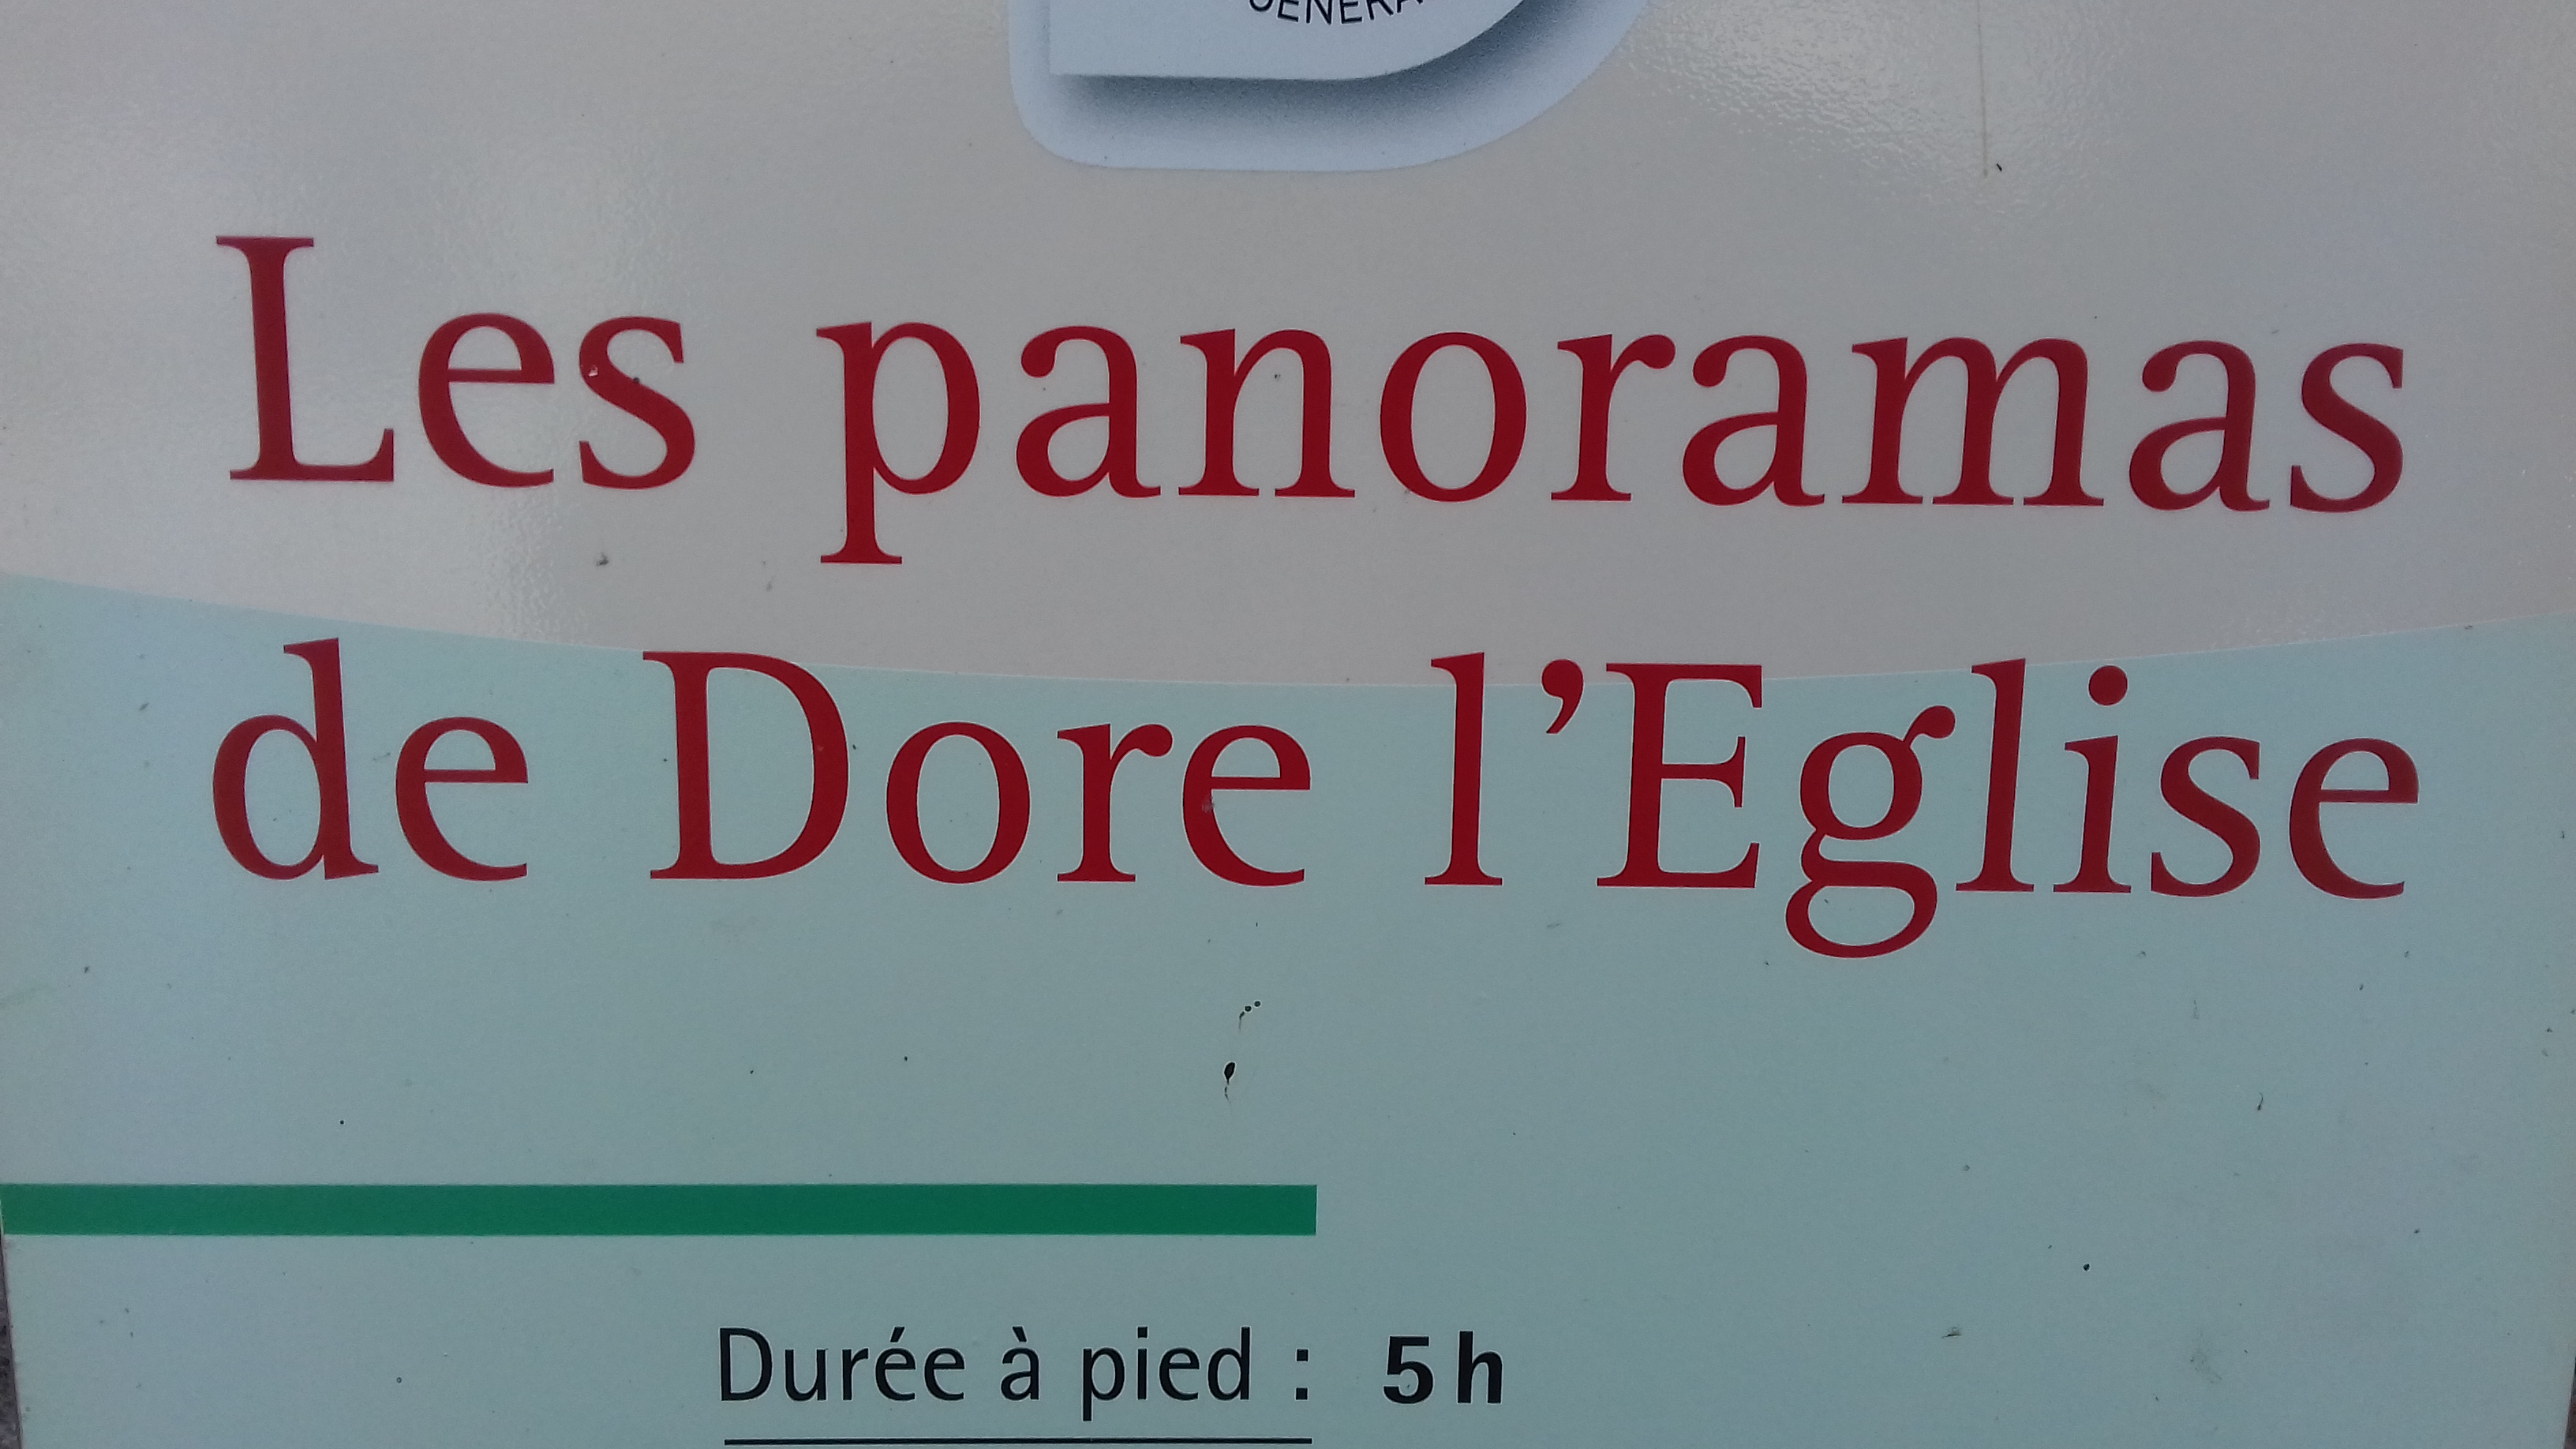 Les panoramas
de Dore l'Eglise
Durée à pied : 5 h